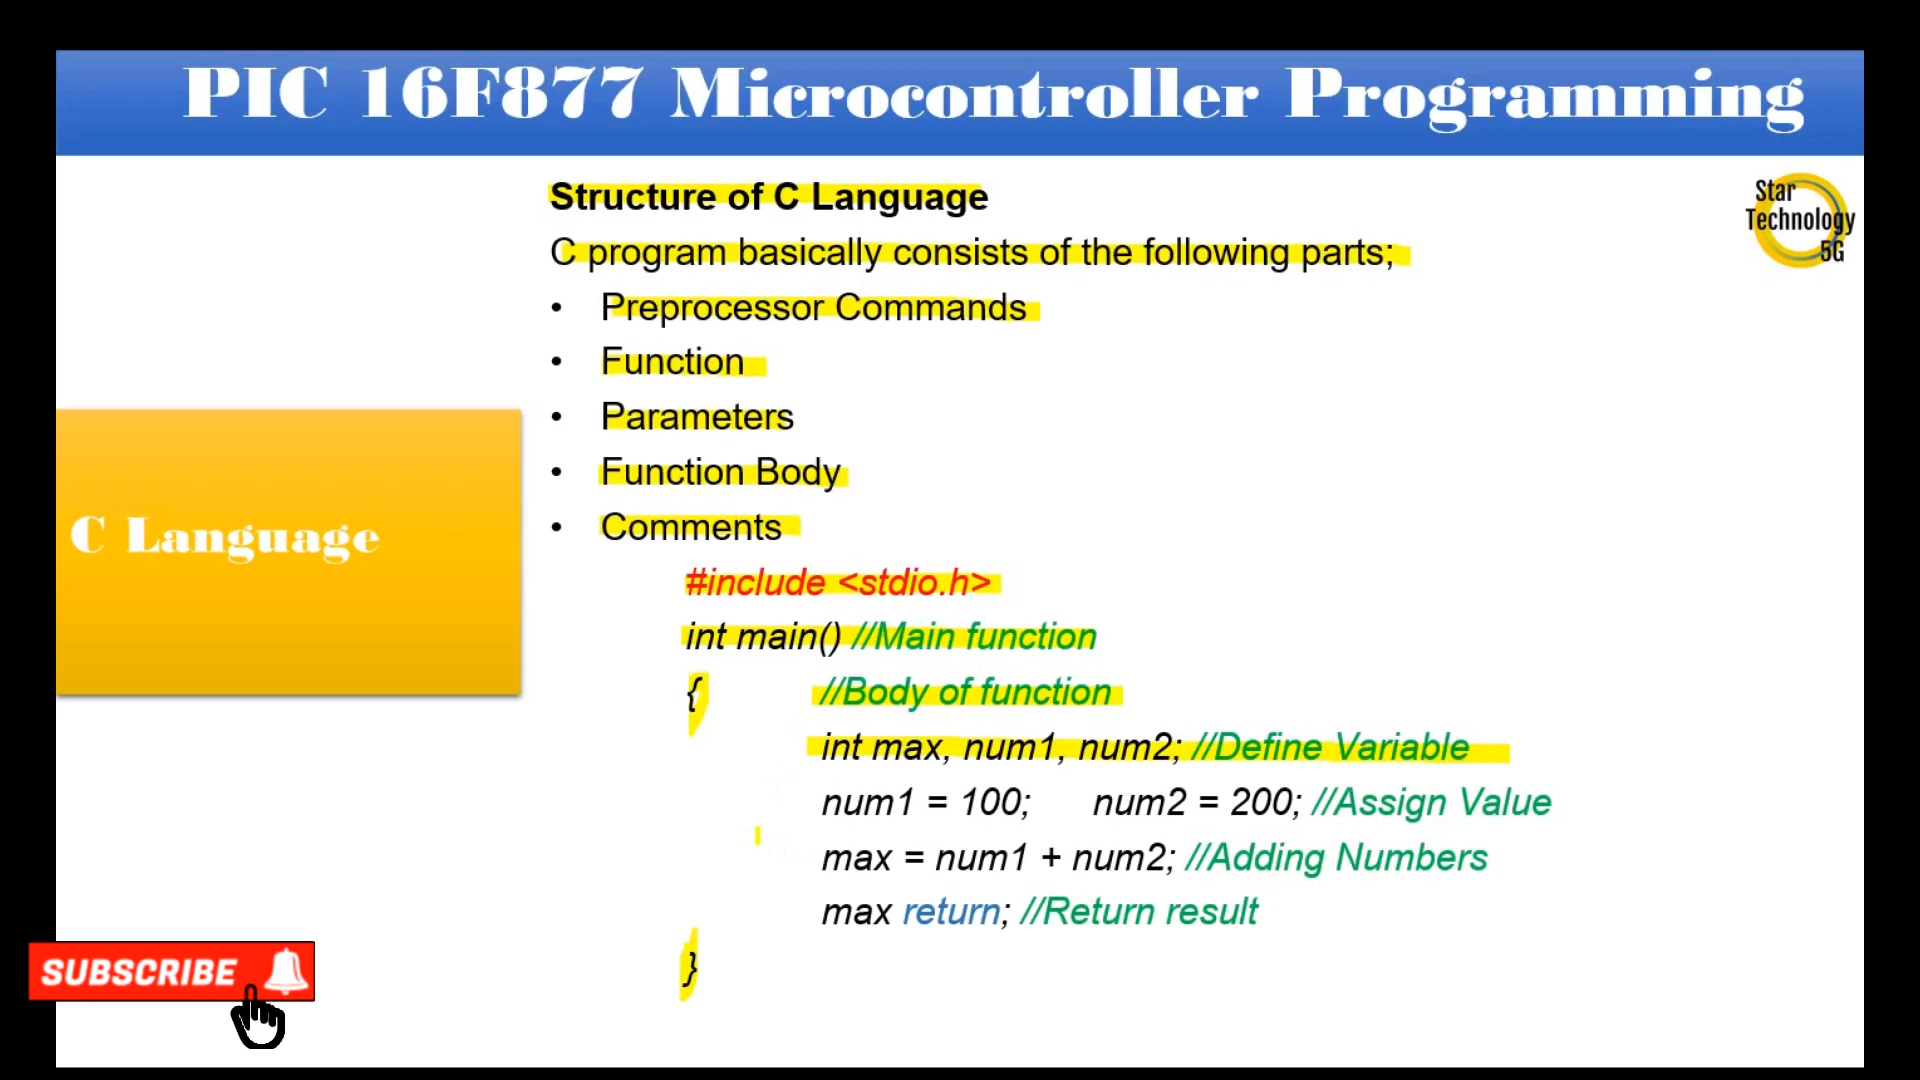 PIC 16F877 Microcontroller Programming
Structure of C Language
Star
Technology
5G
C program basically consists of the following parts;
• Preprocessor Commands
• Function
• Parameters
• Function Body
• Comments
C Language
#include <stdio.h>
int main() //Main function
{ //Body of function
int max, num1, num2; //Define Variable
num1 = 100; num2 = 200; //Assign Value
max = num1 + num2; //Adding Numbers
max return; //Return result
}
SUBSCRIBE